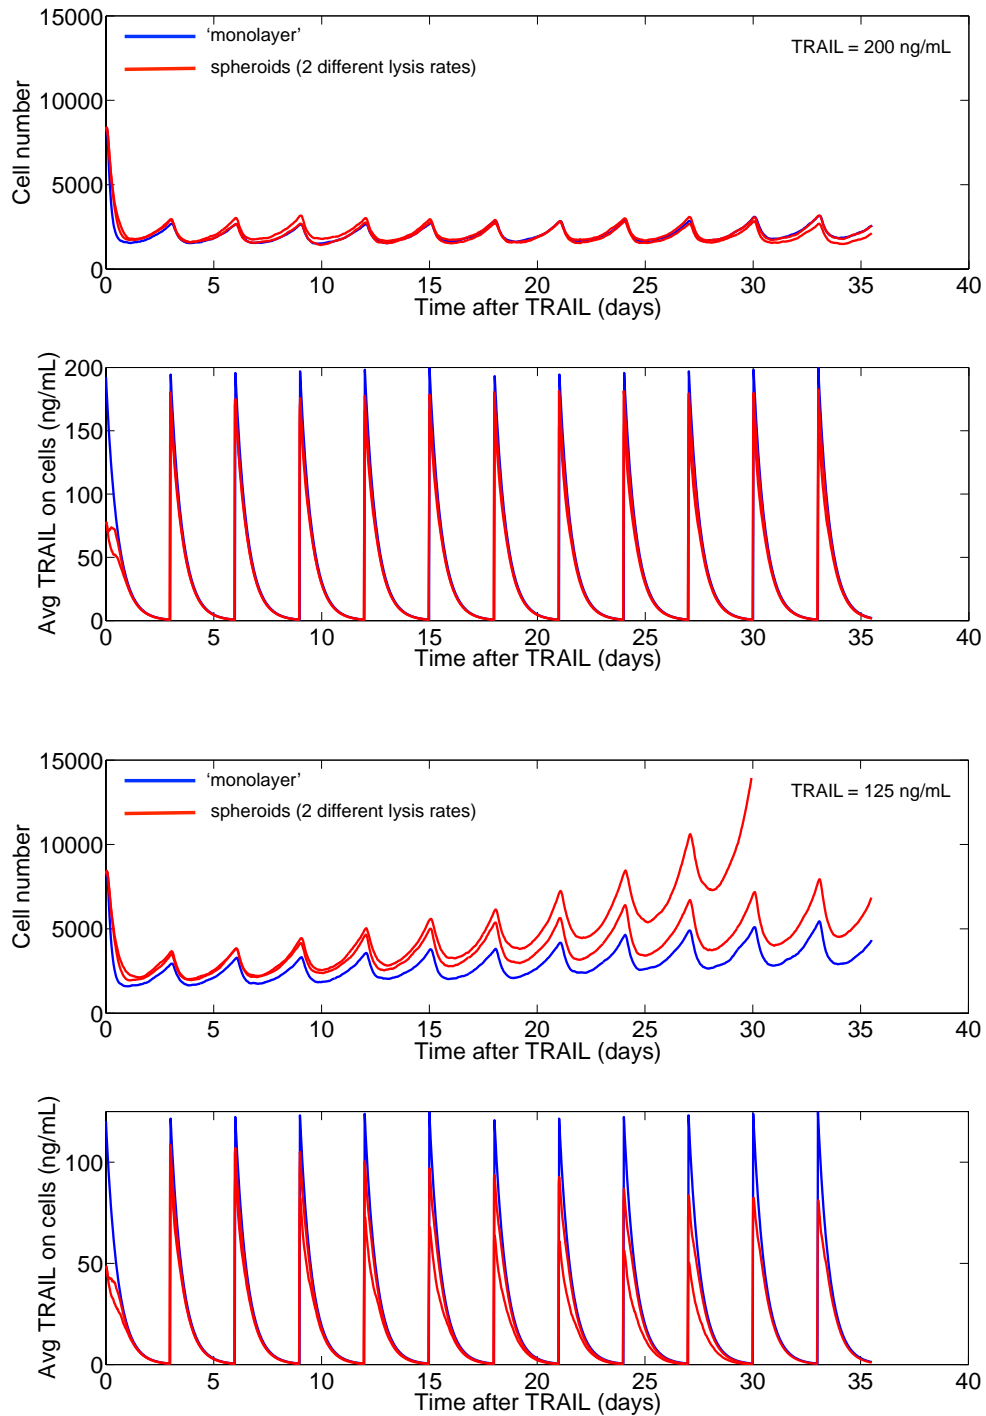 15000
'monolayer'
TRAIL = 200 ng/mL
spheroids (2 different lysis rates)
10000
Cell number
5000
0
0 5 10 15 20 25 30 35 40
Time after TRAIL (days)
200
150
Avg TRAIL on cells (ng/mL)
100
50
0
0 5 10 15 20 25 30 35 40
Time after TRAIL (days)
15000
'monolayer'
TRAIL = 125 ng/mL
spheroids (2 different lysis rates)
10000
Cell number
5000
0
0 5 10 15 20 25 30 35 40
Time after TRAIL (days)
100
Avg TRAIL on cells (ng/mL)
50
0
0 5 10 15 20 25 30 35 40
Time after TRAIL (days)